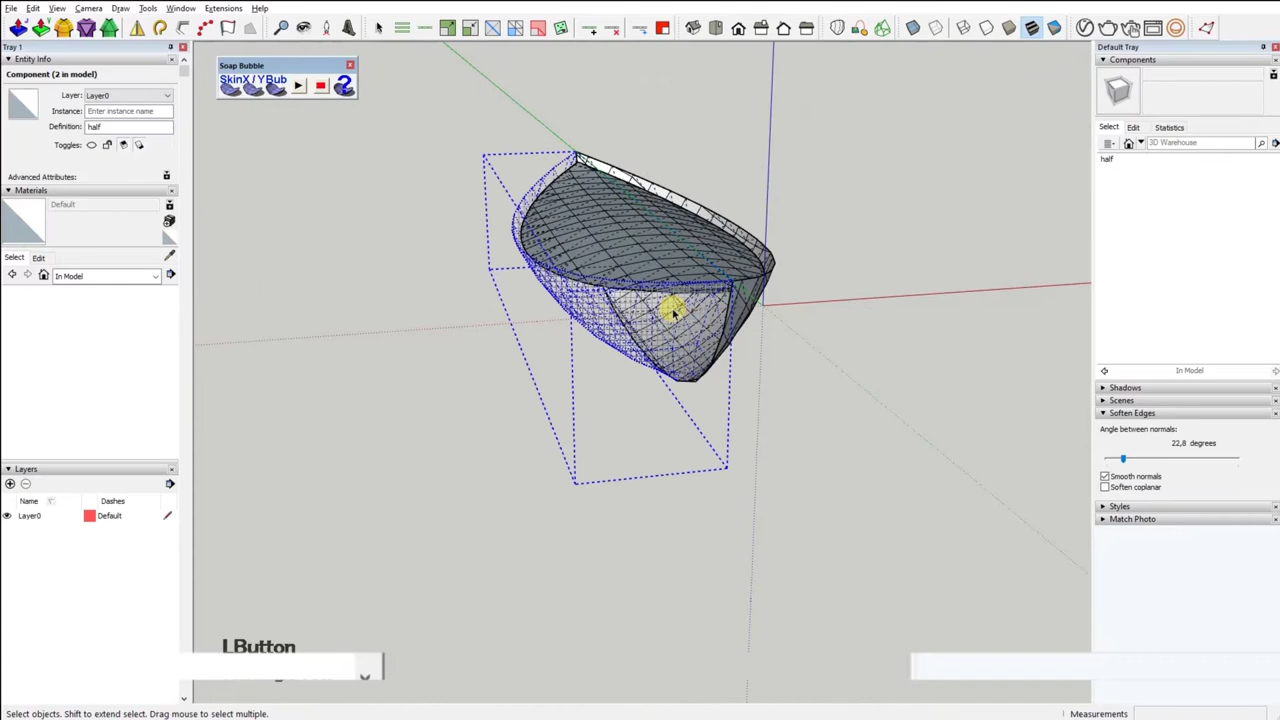 File Edit View Camera Draw Tools Window Extensions Help
Tray 1
Entity Info
Component (2 in model)
Layer: Layer0
Instance: Enter instance name
Definition: half
Toggles:
Advanced Attributes:
Materials
Default
Select Edit
In Model
Layers
Name Dashes
Layer0 Default
Soap Bubble
Skin X / Y Bub
?
LButton
Default Tray
Components
Select Edit Statistics
3D Warehouse
half
In Model
Shadows
Scenes
Soften Edges
Angle between normals:
22,8 degrees
Smooth normals
Soften coplanar
Styles
Match Photo
Select objects. Shift to extend select. Drag mouse to select multiple.
Measurements